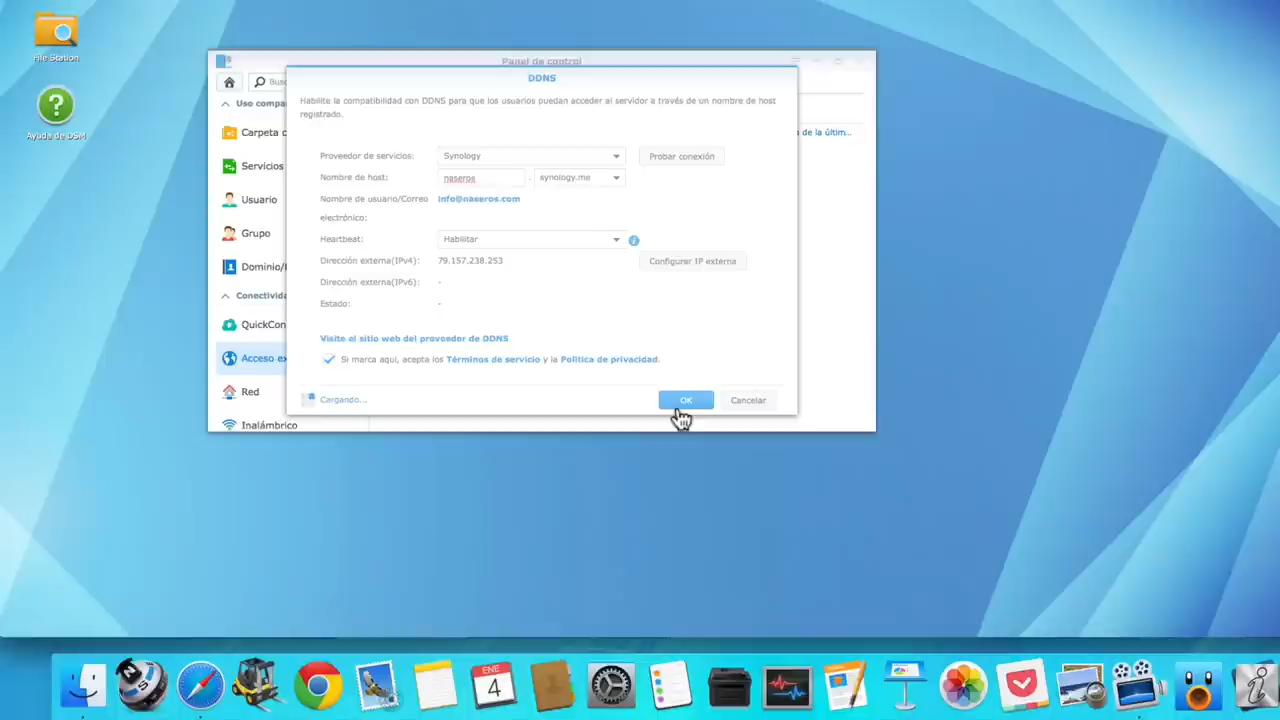 File Station
Ayuda de DSM
Panel de control
DDNS
Habilite la compatibilidad con DDNS para que los usuarios puedan acceder al servidor a través de un nombre de host
registrado.
Busc
Uso compa
Carpeta c
Servicios
Usuario
Grupo
Dominio/
Conectivida
QuickCon
Acceso ex
Red
Inalámbrico
a de la últim...
Proveedor de servicios: Synology Probar conexión
Nombre de host: naseros . synology.me
Nombre de usuario/Correo info@naseros.com
electrónico:
Heartbeat: Habilitar
Dirección externa(IPv4): 79.157.238.253 Configurar IP externa
Dirección externa(IPv6): -
Estado: -
Visite el sitio web del proveedor de DDNS
Si marca aquí, acepta los Términos de servicio y la Política de privacidad.
Cargando... OK Cancelar
ENE
4